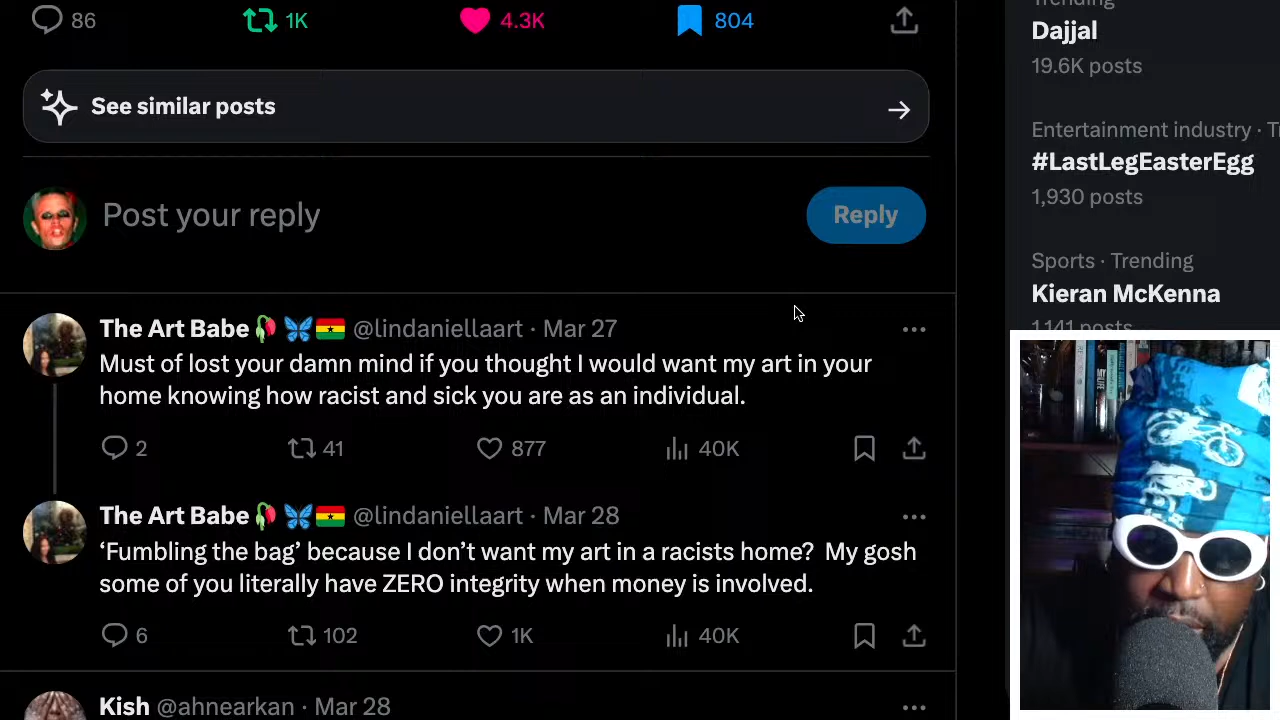 86 1K 4.3K 804
See similar posts
Post your reply
Reply
The Art Babe🥀🦋🇬🇭 @lindaniellaart · Mar 27
Must of lost your damn mind if you thought I would want my art in your
home knowing how racist and sick you are as an individual.
2 41 877 40K
The Art Babe🥀🦋🇬🇭 @lindaniellaart · Mar 28
‘Fumbling the bag’ because I don’t want my art in a racists home?  My gosh
some of you literally have ZERO integrity when money is involved.
6 102 1K 40K
Kish @ahnearkan · Mar 28
Trending
Dajjal
19.6K posts
Entertainment industry ·
#LastLegEasterEgg
1,930 posts
Sports · Trending
Kieran McKenna
1,141 posts